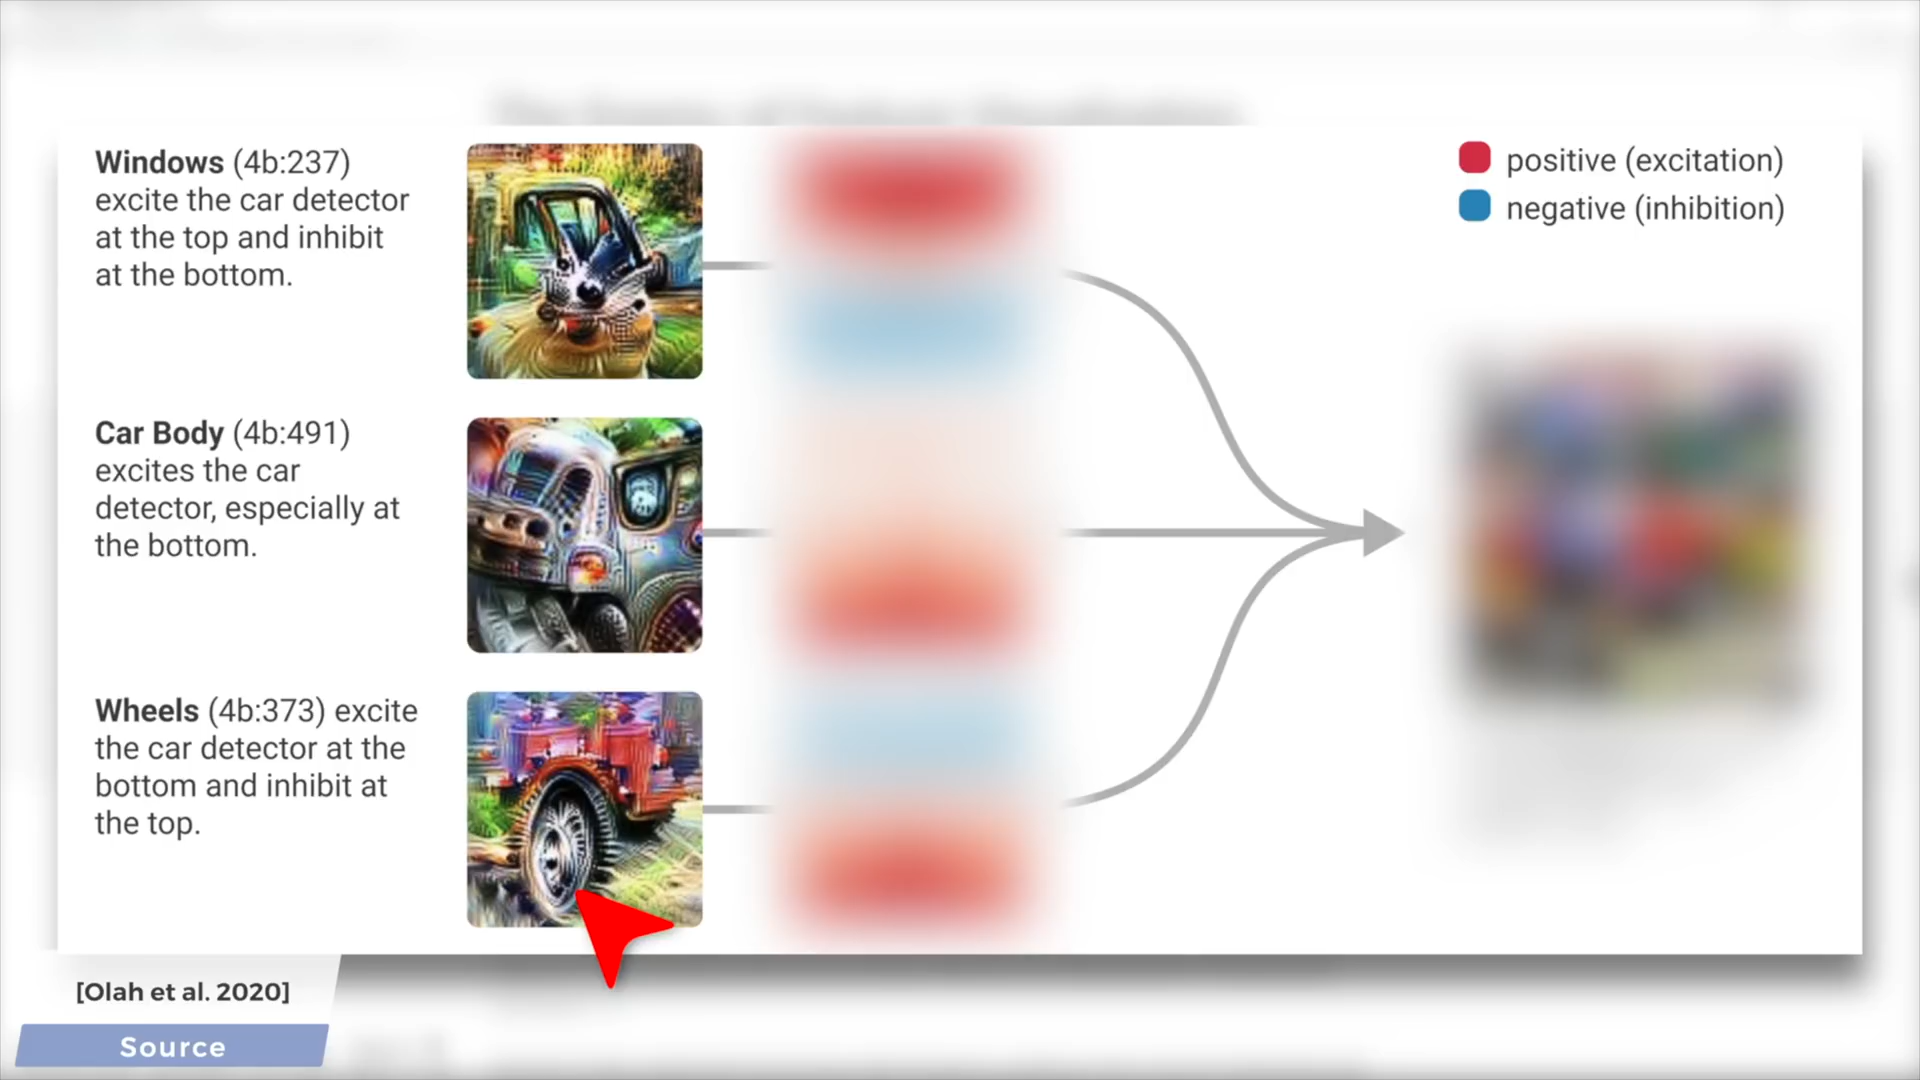 Windows (4b:237)
excite the car detector
at the top and inhibit
at the bottom.
Car Body (4b:491)
excites the car
detector, especially at
the bottom.
Wheels (4b:373) excite
the car detector at the
bottom and inhibit at
the top.
positive (excitation)
negative (inhibition)
[Olah et al. 2020]
Source